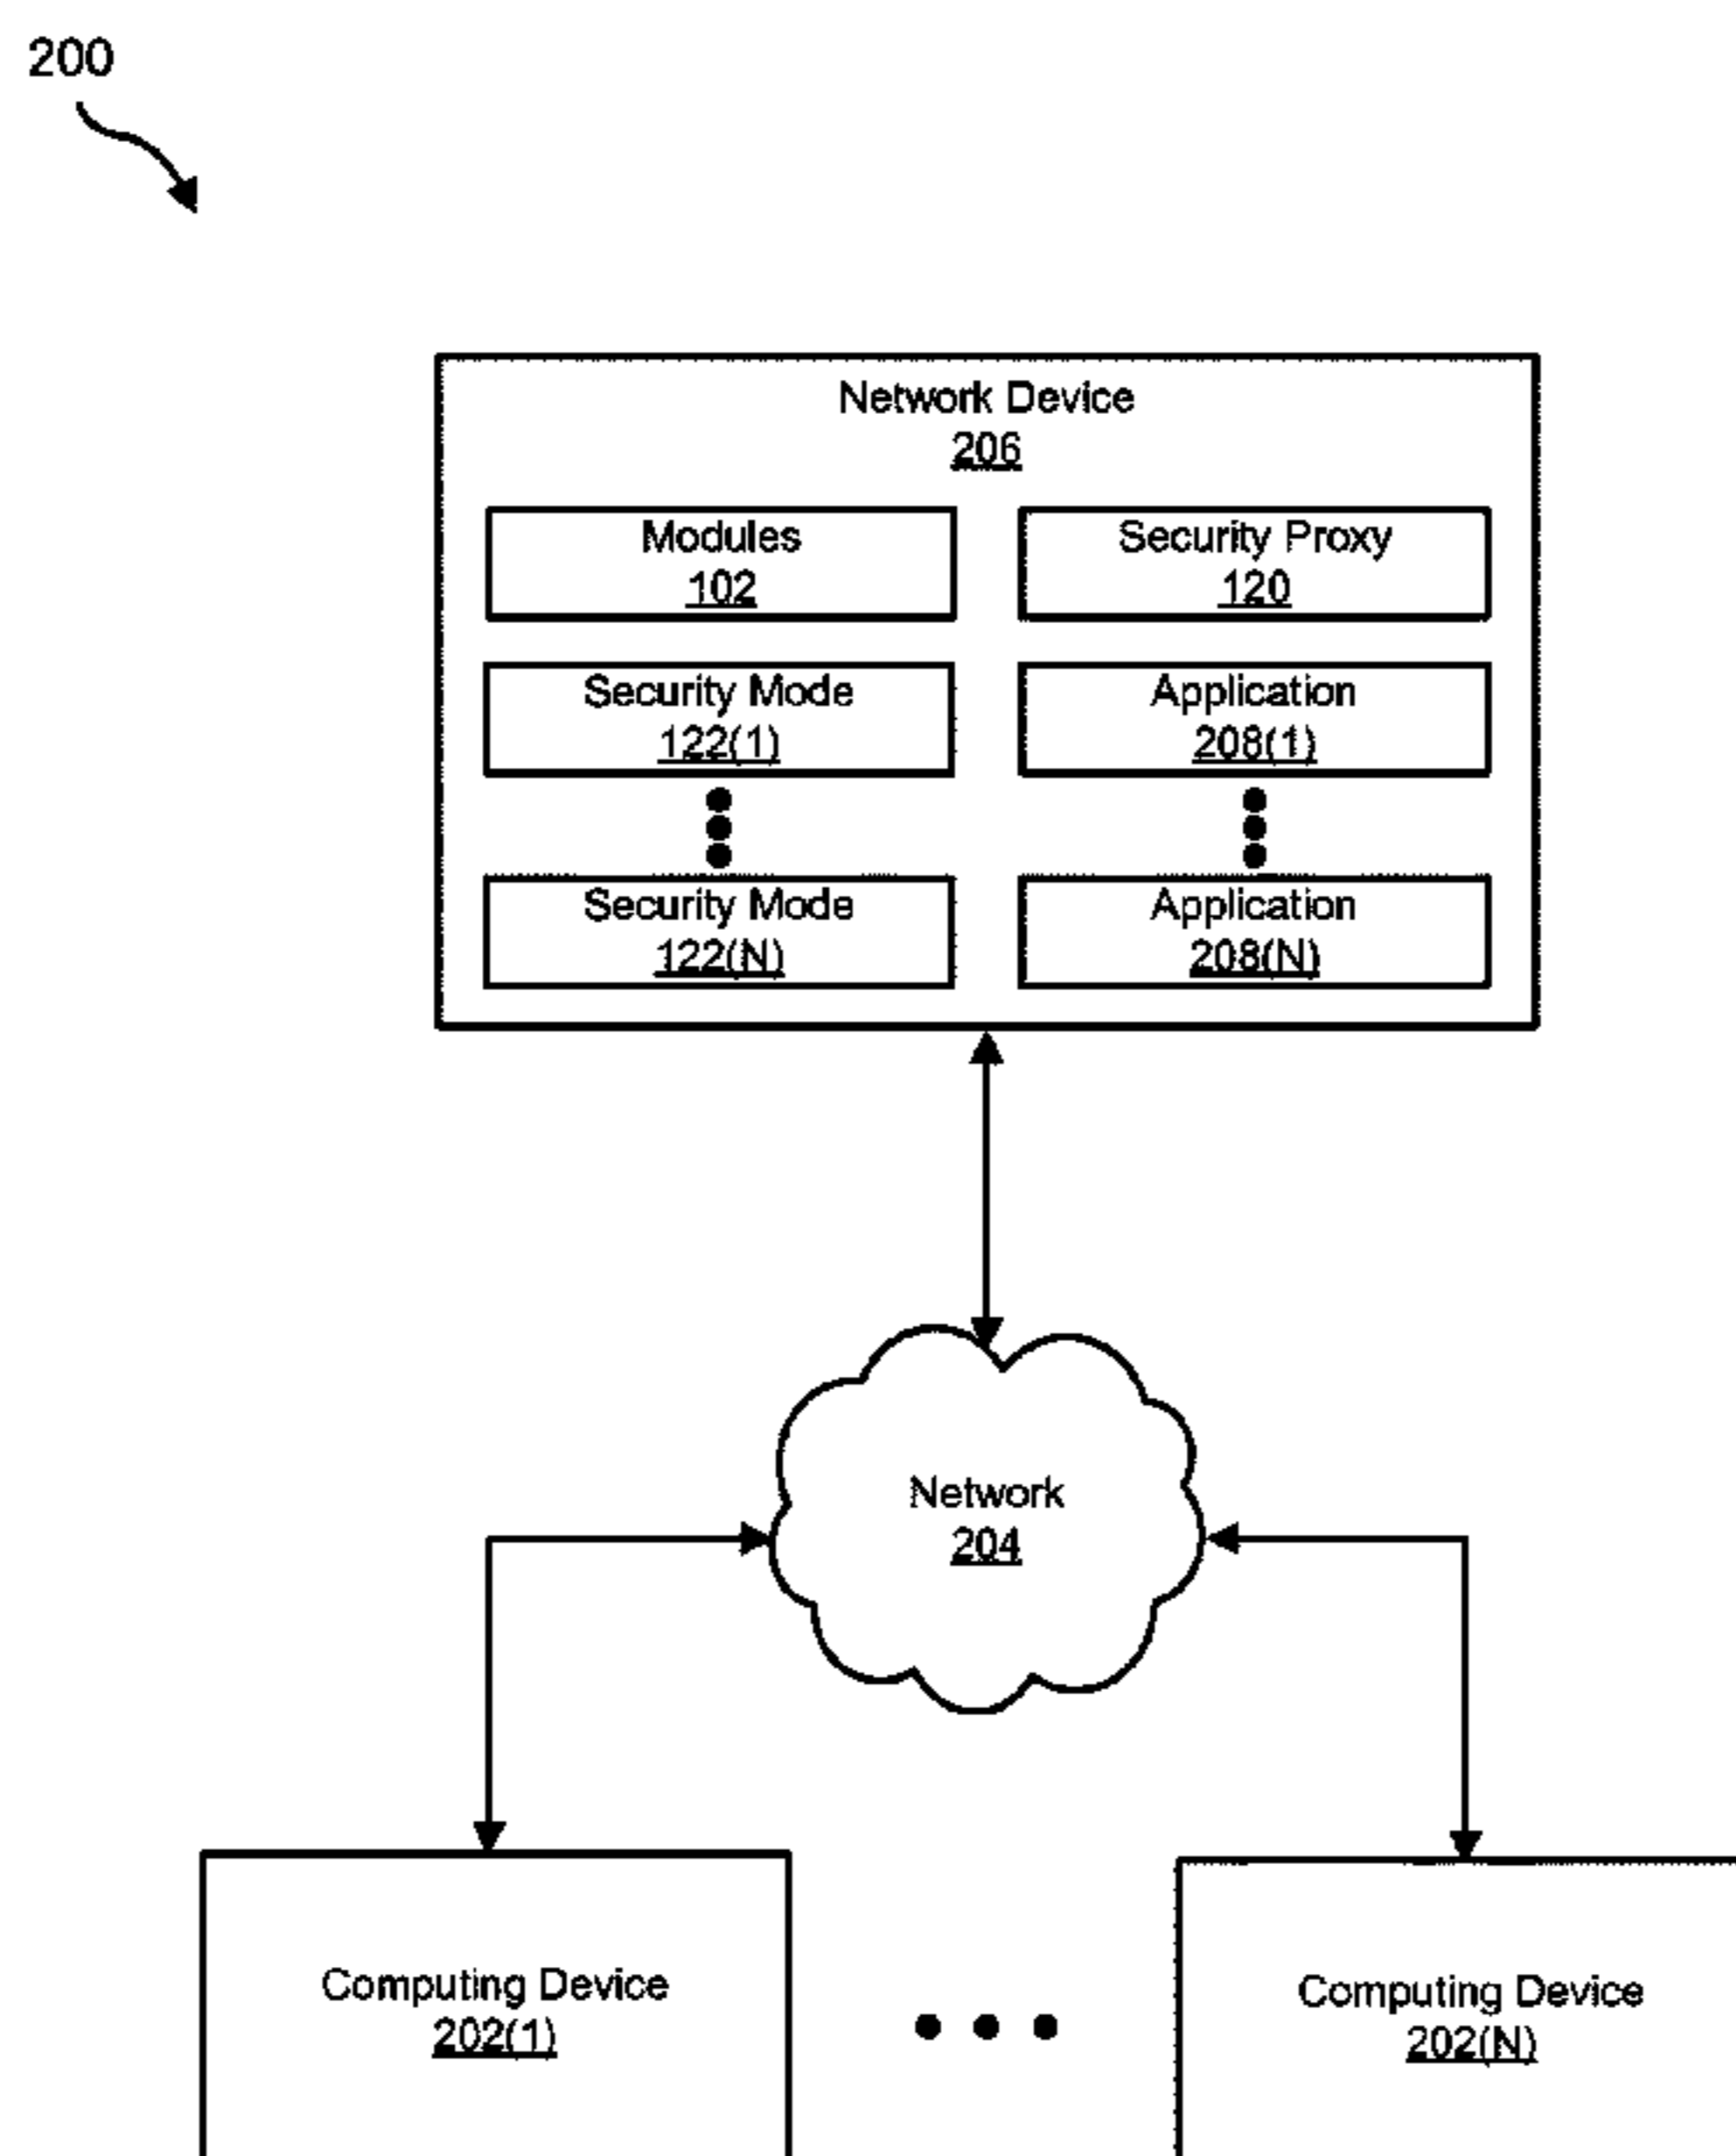 200
Network Device
206
Modules
102
Security Proxy
120
Security Mode
122(1)
Application
208(1)
Security Mode
122(N)
Application
208(N)
Network
204
Computing Device
202(1)
Computing Device
202(N)